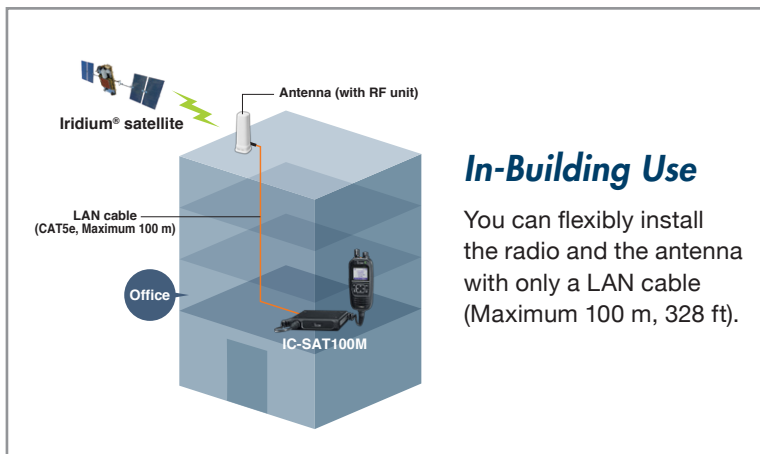 Antenna (with RF unit)
Iridium® satellite
LAN cable
(CAT5e, Maximum 100 m)
Office
IC-SAT100M
In-Building Use
You can flexibly install
the radio and the antenna
with only a LAN cable
(Maximum 100 m, 328 ft).